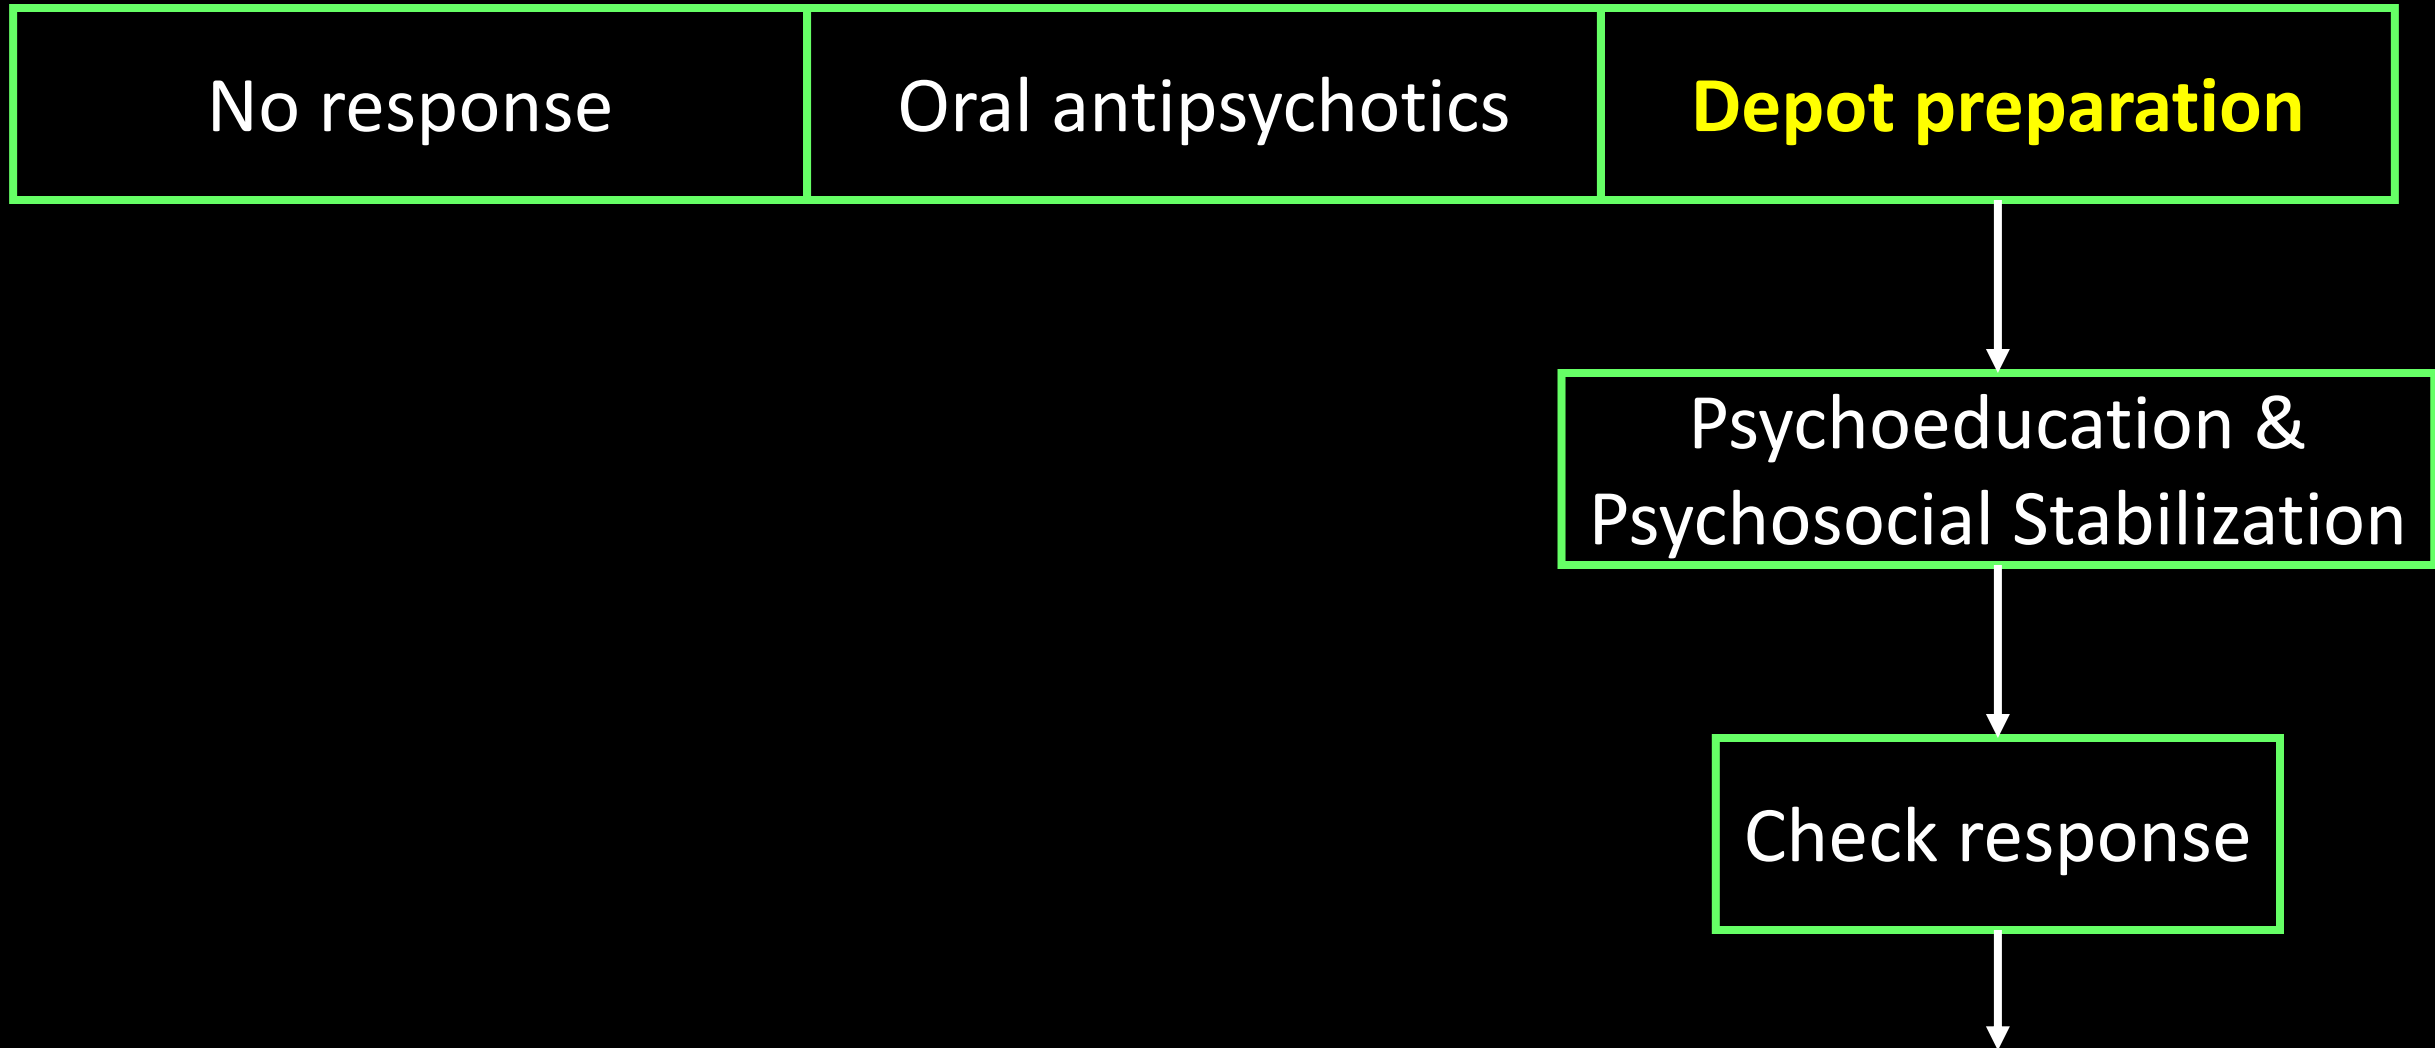 No response
Oral antipsychotics
Depot preparation
Psychoeducation &
Psychosocial Stabilization
Check response